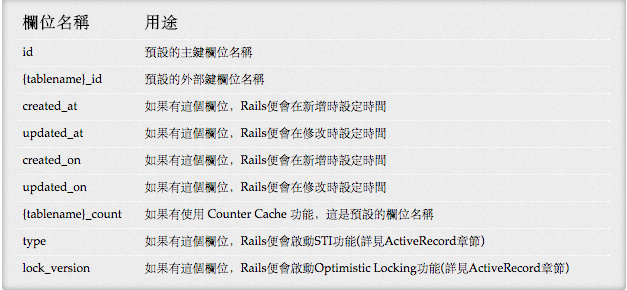 欄位名稱 用途
id 預設的主鍵欄位名稱
{tablename}_id 預設的外部鍵欄位名稱
created_at 如果有這個欄位，Rails便會在新增時設定時間
updated_at 如果有這個欄位，Rails便會在修改時設定時間
created_on 如果有這個欄位，Rails便會在新增時設定時間
updated_on 如果有這個欄位，Rails便會在修改時設定時間
{tablename}_count 如果有使用 Counter Cache 功能，這是預設的欄位名稱
type 如果有這個欄位，Rails便會啟動STI功能(詳見ActiveRecord章節)
lock_version 如果有這個欄位，Rails便會啟動Optimistic Locking功能(詳見ActiveRecord章節)